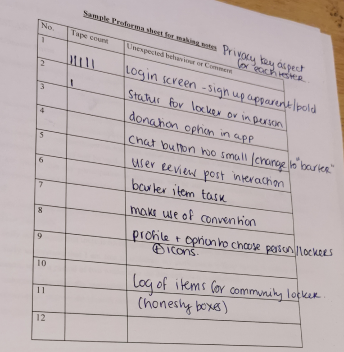 Sample Proforma sheet for making notes
Privacy key aspect
for each tester
No.
Tape count
Unexpected behaviour or Comment
1
2
Login screen - sign up apparent/bold
3
Status for locker or in person
4
donation option in app
5
chat button too small /change to "barter"
6
user review post interaction
7
barter item task
8
make use of convention
9
profile + option to choose person/lockers
+ icons.
10
11
Log of items for community locker.
(honesty boxes)
12